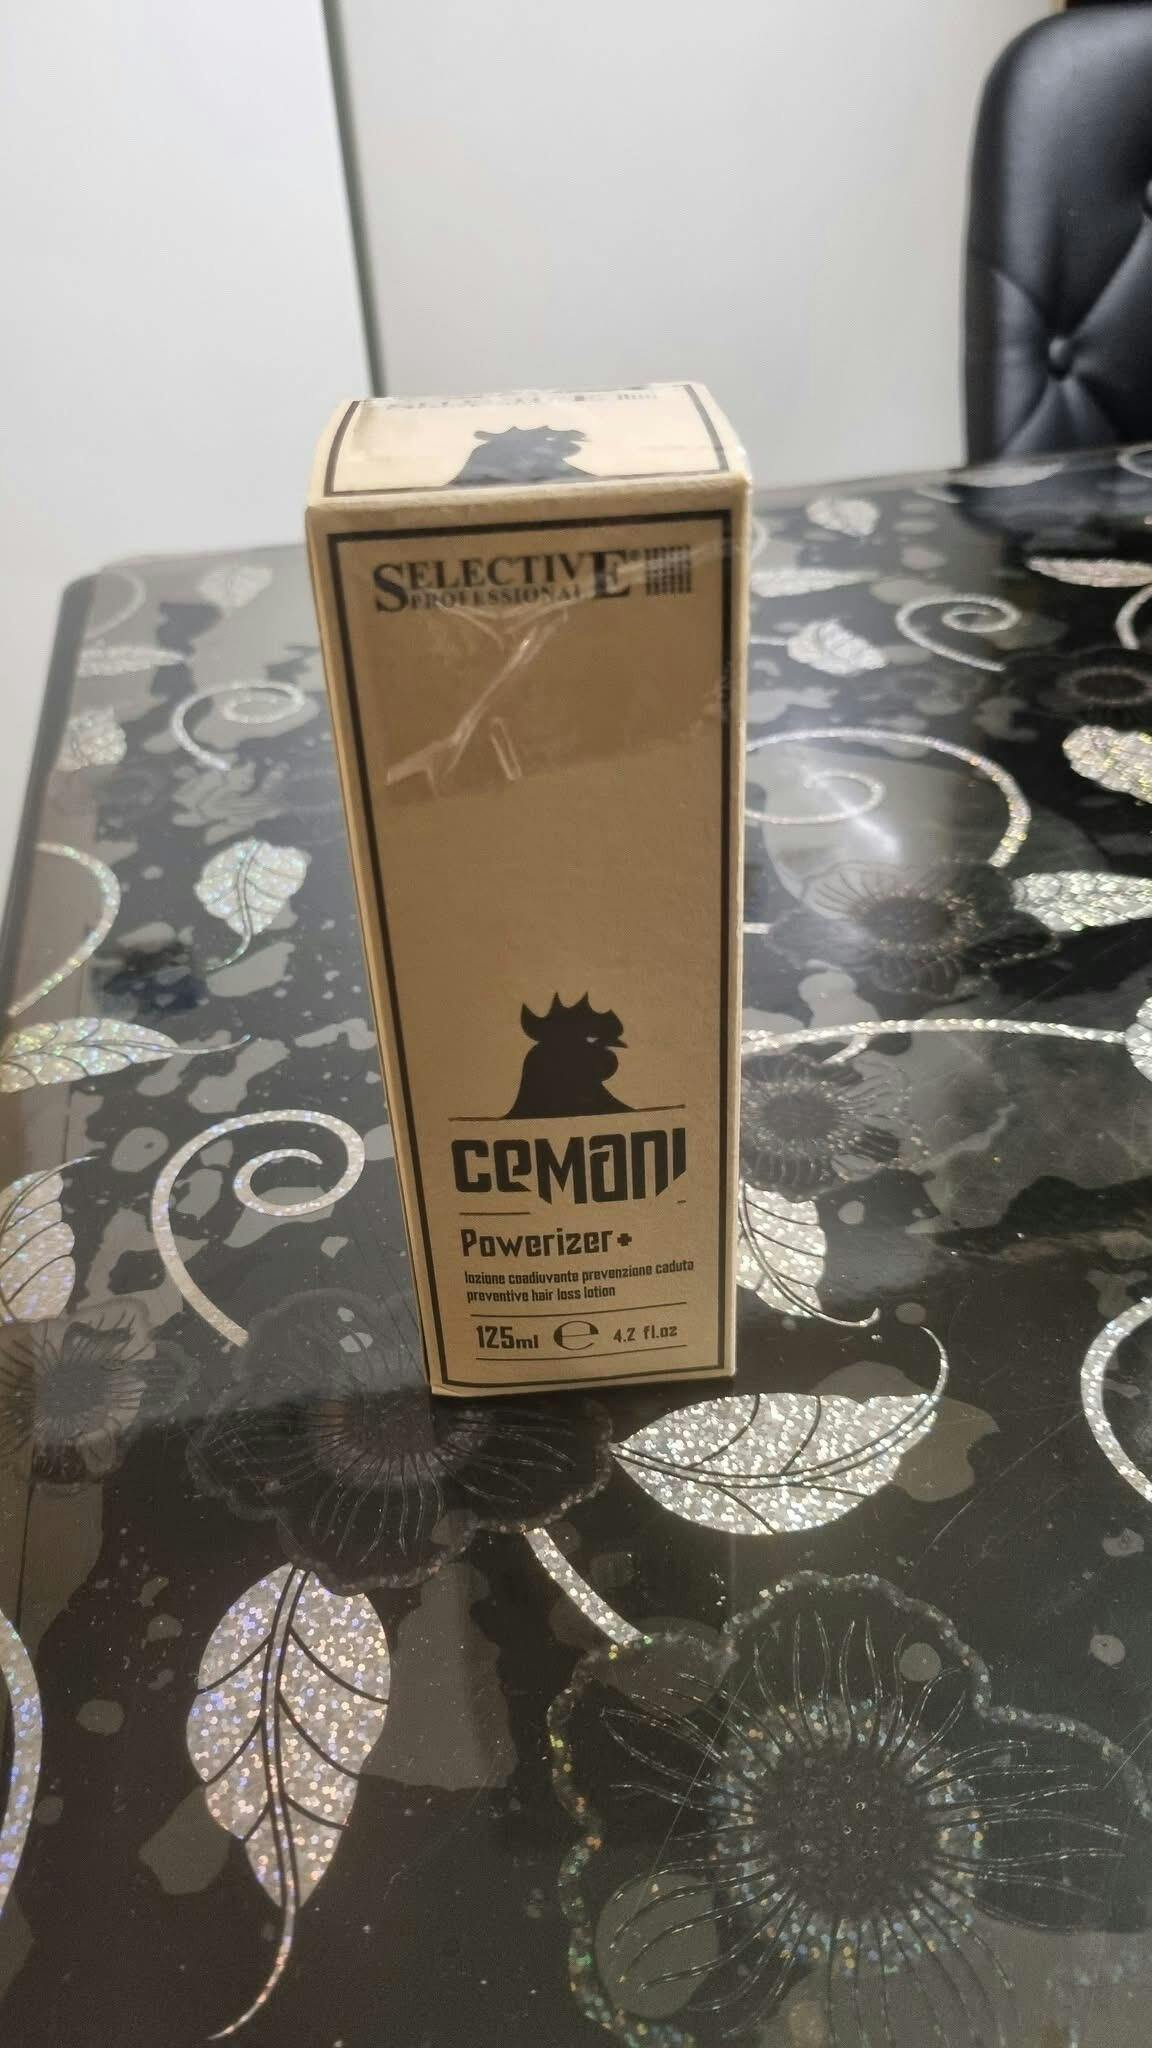 SELECTIVE®
PROFESSIONAL
CEMANI
Powerizer+
lozione coadiuvante prevenzione caduta
preventive hair loss lotion
125ml e 4.2 fl.oz